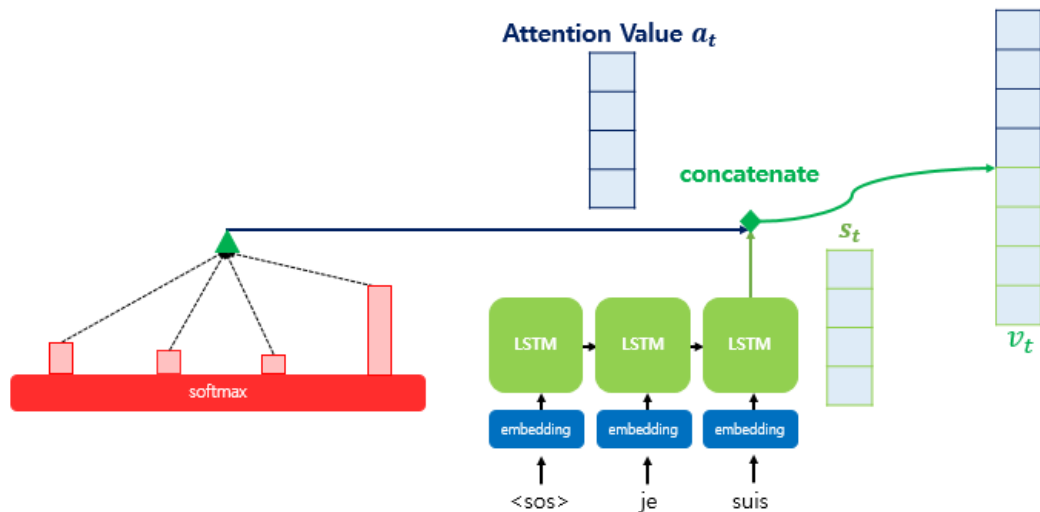 Attention Value a_t
concatenate
s_t
v_t
LSTM
LSTM
LSTM
softmax
embedding
embedding
embedding
<sos>
je
suis